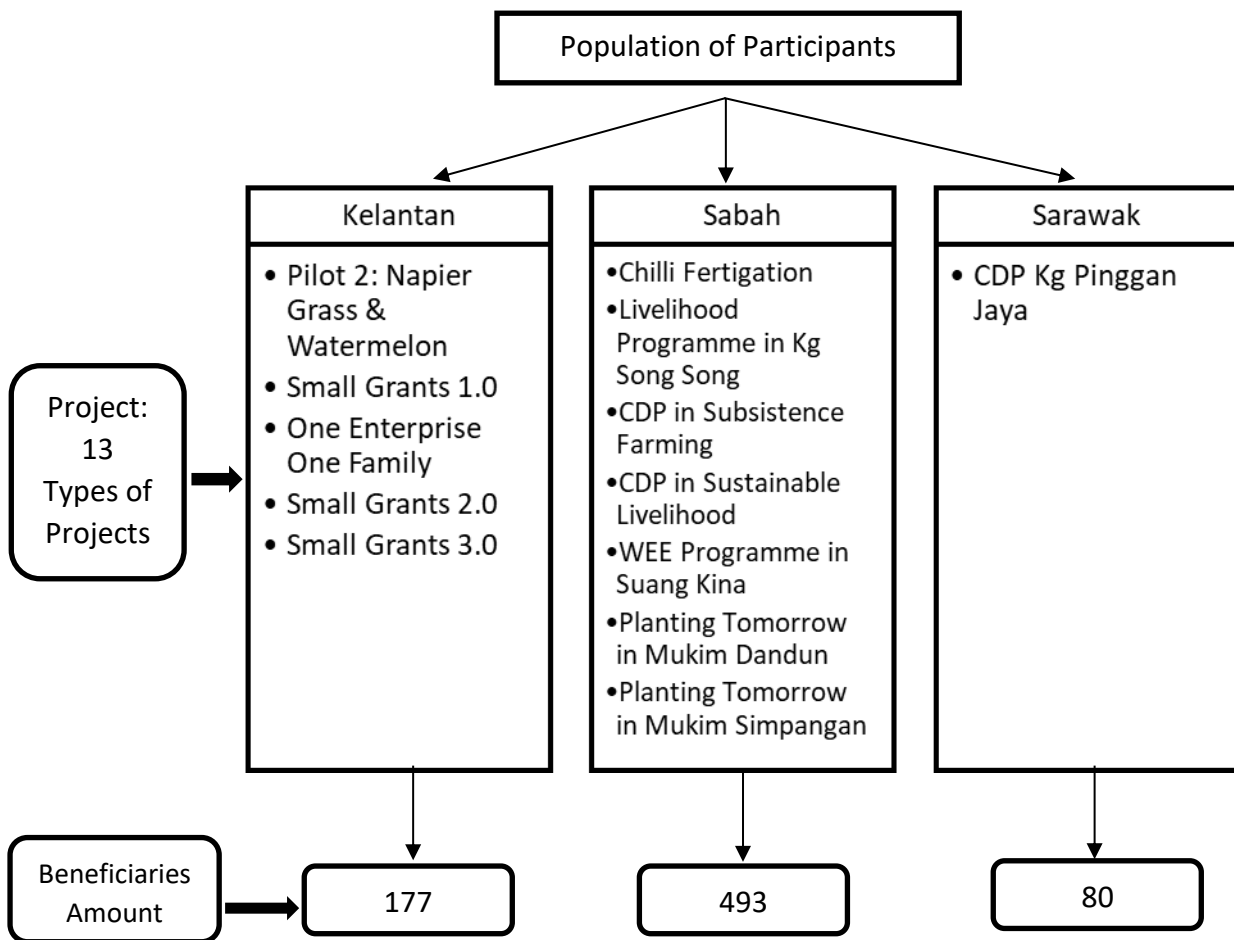 Population of Participants
Kelantan
• Pilot 2: Napier
Grass &
Watermelon
• Small Grants 1.0
• One Enterprise
One Family
• Small Grants 2.0
• Small Grants 3.0
Sabah
•Chilli Fertigation
•Livelihood
Programme in Kg
Song Song
•CDP in Subsistence
Farming
•CDP in Sustainable
Livelihood
•WEE Programme in
Suang Kina
•Planting Tomorrow
in Mukim Dandun
•Planting Tomorrow
in Mukim Simpangan
Sarawak
• CDP Kg Pinggan
Jaya
Project:
13
Types of
Projects
Beneficiaries
Amount
177
493
80